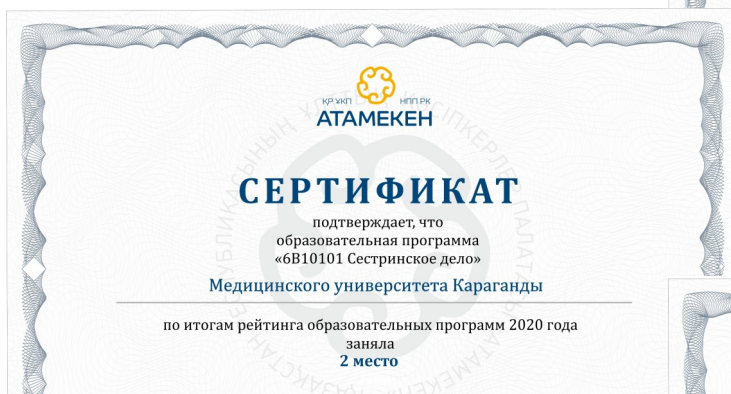 ҚР ҰКП НПП РК
АТАМЕКЕН
СЕРТИФИКАТ
подтверждает, что
образовательная программа
«6В10101 Сестринское дело»
Медицинского университета Караганды
по итогам рейтинга образовательных программ 2020 года
заняла
2 место